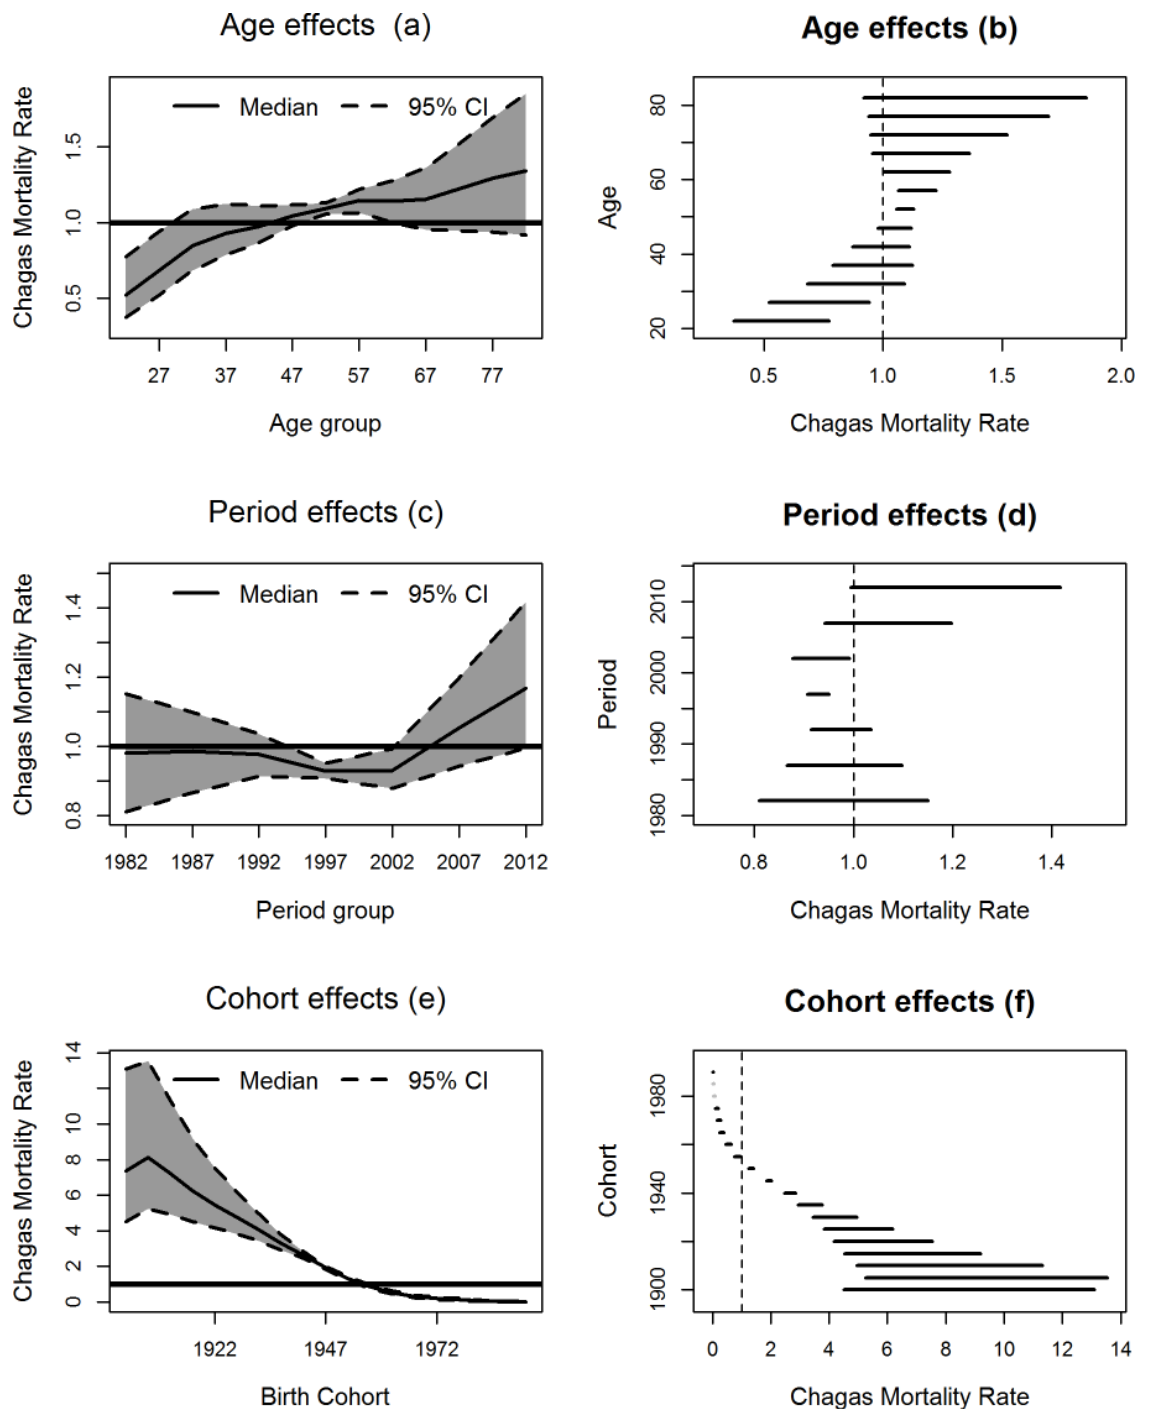 Age effects (a)
Chagas Mortality Rate
Median
95% CI
1.5
1.0
0.5
27 37 47 57 67 77
Age group
Age effects (b)
Age
80
60
40
20
0.5 1.0 1.5 2.0
Chagas Mortality Rate
Period effects (c)
Chagas Mortality Rate
Median
95% CI
1.4
1.2
1.0
0.8
1982 1987 1992 1997 2002 2007 2012
Period group
Period effects (d)
Period
2010
2000
1990
1980
0.8 1.0 1.2 1.4
Chagas Mortality Rate
Cohort effects (e)
Chagas Mortality Rate
Median
95% CI
14
10
8
6
4
2
0
1922 1947 1972
Birth Cohort
Cohort effects (f)
Cohort
1980
1940
1900
0 2 4 6 8 10 12 14
Chagas Mortality Rate